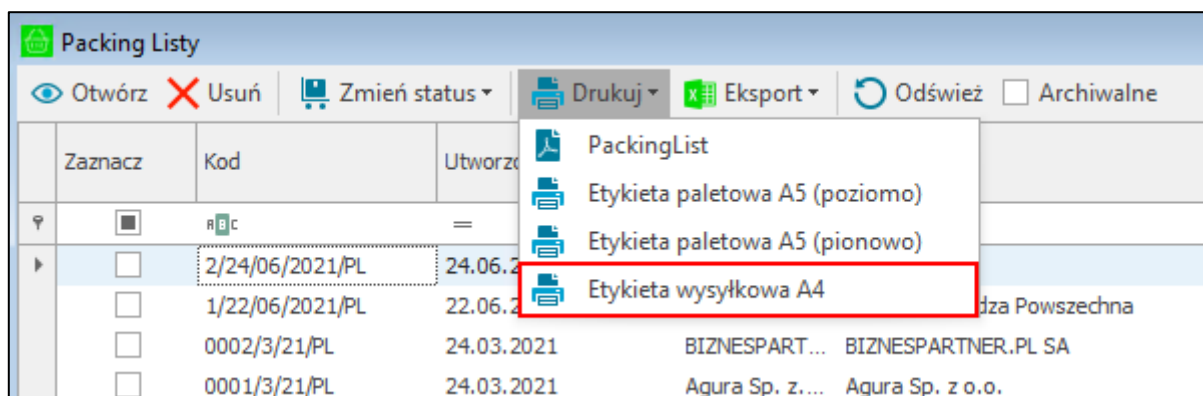 Packing Listy
Otwórz Usuń Zmień status Drukuj Eksport Odśwież Archiwalne
Zaznacz Kod
PackingList
Etykieta paletowa A5 (poziomo)
Etykieta paletowa A5 (pionowo)
Etykieta wysyłkowa A4
ABC =
2/24/06/2021/PL
1/22/06/2021/PL Powszechna
0002/3/21/PL 24.03.2021 BIZNESPART... BIZNESPARTNER.PL SA
0001/3/21/PL 24.03.2021 Agura Sp. z.... Agura Sp. z o.o.